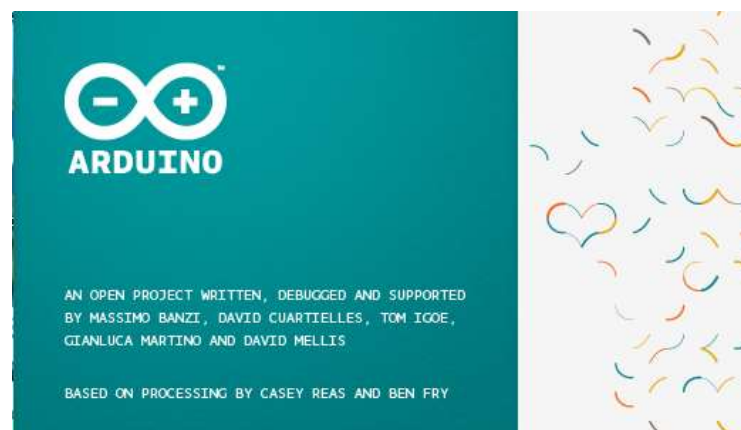 ARDUINO
AN OPEN PROJECT WRITTEN, DEBUGGED AND SUPPORTED
BY MASSIMO BANZI, DAVID CUARTIELLES, TOM IGOE,
GIANLUCA MARTINO AND DAVID MELLIS
BASED ON PROCESSING BY CASEY REAS AND BEN FRY